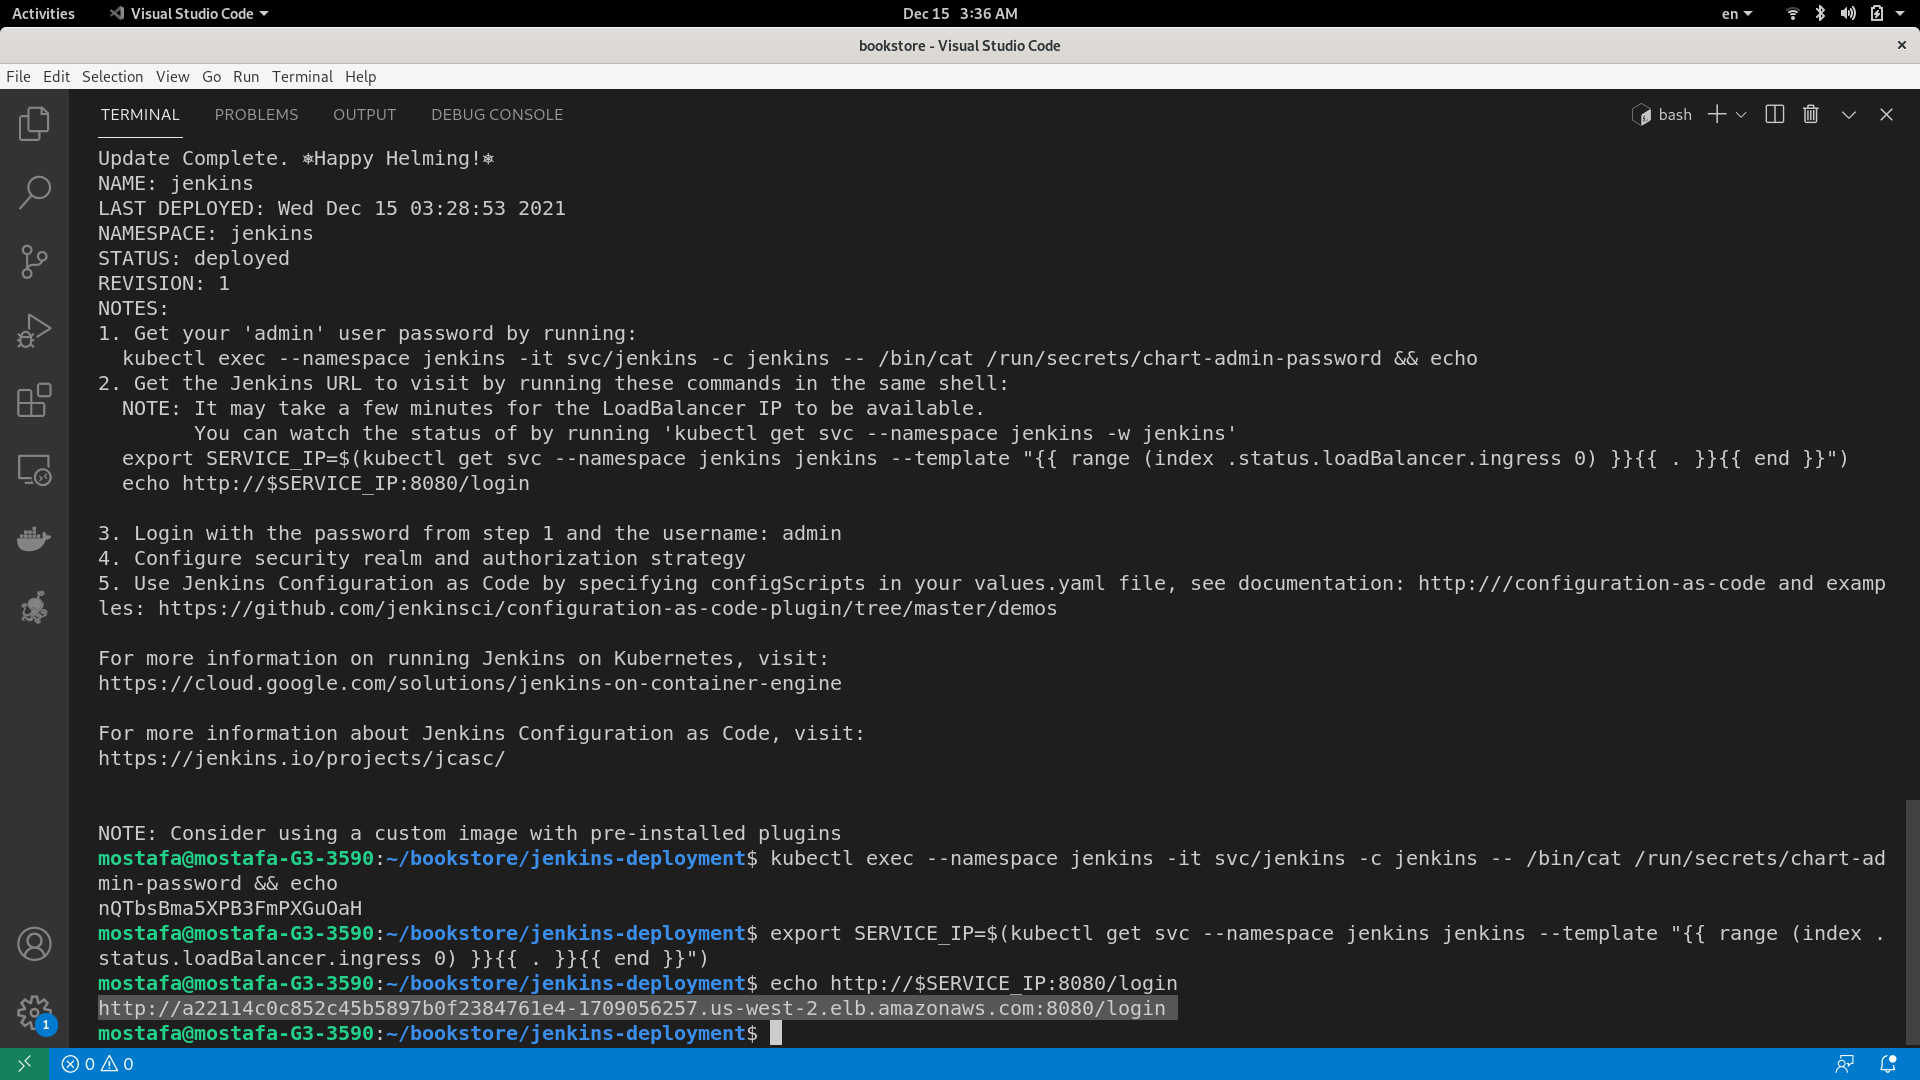 Activities Visual Studio Code Dec 15 3:36 AM en
bookstore - Visual Studio Code
File Edit Selection View Go Run Terminal Help
TERMINAL PROBLEMS OUTPUT DEBUG CONSOLE bash
Update Complete. ⎈Happy Helming!⎈
NAME: jenkins
LAST DEPLOYED: Wed Dec 15 03:28:53 2021
NAMESPACE: jenkins
STATUS: deployed
REVISION: 1
NOTES:
1. Get your 'admin' user password by running:
kubectl exec --namespace jenkins -it svc/jenkins -c jenkins -- /bin/cat /run/secrets/chart-admin-password && echo
2. Get the Jenkins URL to visit by running these commands in the same shell:
NOTE: It may take a few minutes for the LoadBalancer IP to be available.
You can watch the status of by running 'kubectl get svc --namespace jenkins -w jenkins'
export SERVICE_IP=$(kubectl get svc --namespace jenkins jenkins --template "{{ range (index .status.loadBalancer.ingress 0) }}{{ . }}{{ end }}")
echo http://$SERVICE_IP:8080/login
3. Login with the password from step 1 and the username: admin
4. Configure security realm and authorization strategy
5. Use Jenkins Configuration as Code by specifying configScripts in your values.yaml file, see documentation: http:///configuration-as-code and examp
les: https://github.com/jenkinsci/configuration-as-code-plugin/tree/master/demos
For more information on running Jenkins on Kubernetes, visit:
https://cloud.google.com/solutions/jenkins-on-container-engine
For more information about Jenkins Configuration as Code, visit:
https://jenkins.io/projects/jcasc/
NOTE: Consider using a custom image with pre-installed plugins
mostafa@mostafa-G3-3590:~/bookstore/jenkins-deployment$ kubectl exec --namespace jenkins -it svc/jenkins -c jenkins -- /bin/cat /run/secrets/chart-ad
min-password && echo
nQTbsBma5XPB3FmPXGuOaH
mostafa@mostafa-G3-3590:~/bookstore/jenkins-deployment$ export SERVICE_IP=$(kubectl get svc --namespace jenkins jenkins --template "{{ range (index .
status.loadBalancer.ingress 0) }}{{ . }}{{ end }}")
mostafa@mostafa-G3-3590:~/bookstore/jenkins-deployment$ echo http://$SERVICE_IP:8080/login
http://a22114c0c852c45b5897b0f2384761e4-1709056257.us-west-2.elb.amazonaws.com:8080/login
mostafa@mostafa-G3-3590:~/bookstore/jenkins-deployment$
1
0 0